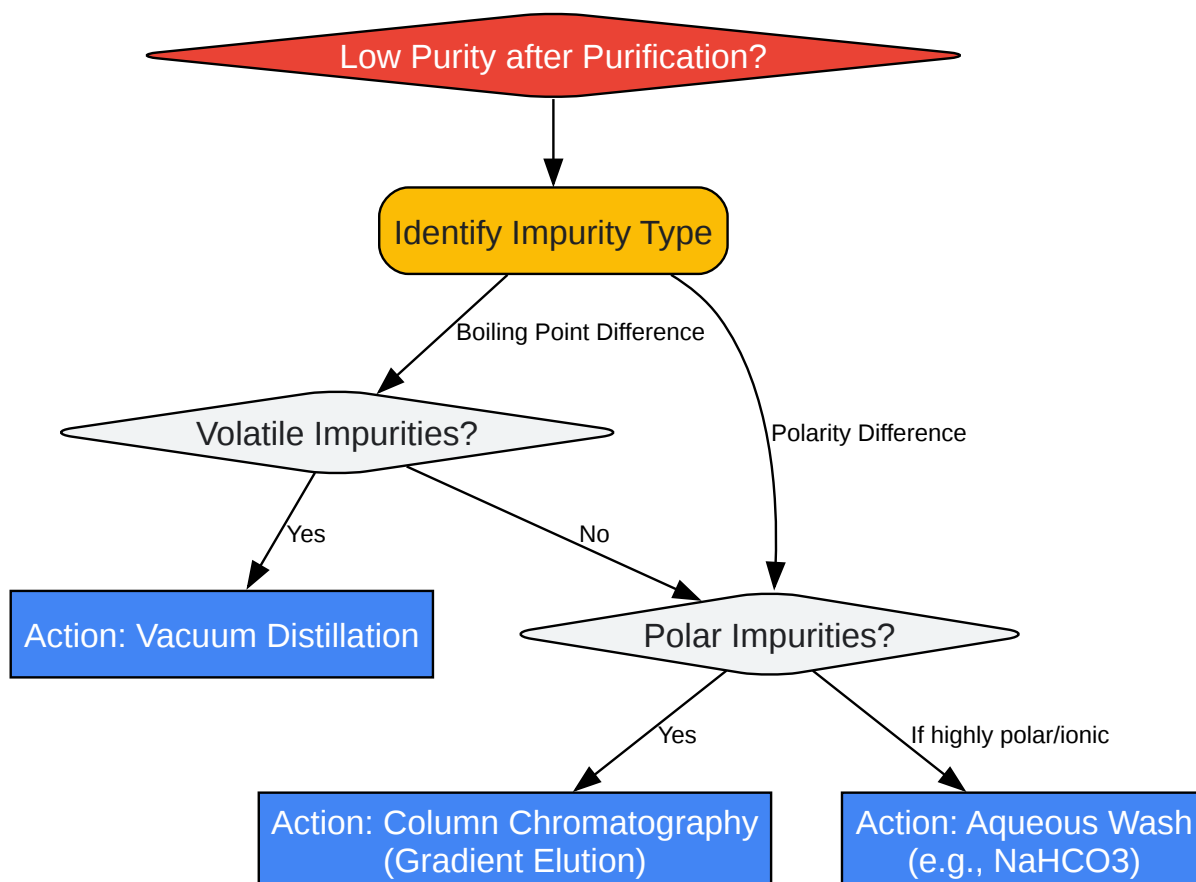 Low Purity after Purification?
Identify Impurity Type
Boiling Point Difference
Volatile Impurities?
Polarity Difference
Yes
No
Action: Vacuum Distillation
Polar Impurities?
Yes
If highly polar/ionic
Action: Column Chromatography
(Gradient Elution)
Action: Aqueous Wash
(e.g., NaHCO3)